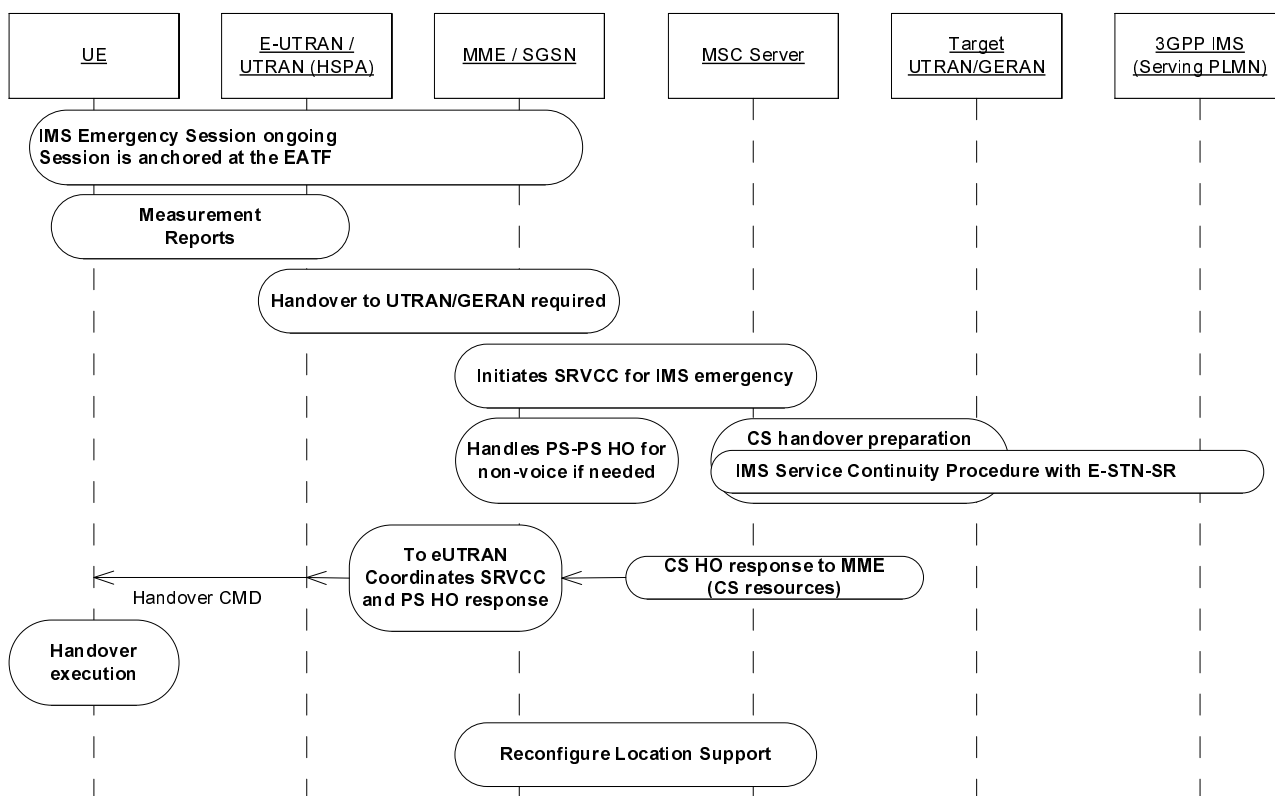 UE
E-UTRAN /
UTRAN (HSPA)
MME / SGSN
MSC Server
Target
UTRAN/GERAN
3GPP IMS
(Serving PLMN)
IMS Emergency Session ongoing
Session is anchored at the EATF
Measurement
Reports
Handover to UTRAN/GERAN required
Initiates SRVCC for IMS emergency
Handles PS-PS HO for
non-voice if needed
CS handover preparation
IMS Service Continuity Procedure with E-STN-SR
To eUTRAN
Coordinates SRVCC
and PS HO response
CS HO response to MME
(CS resources)
Handover CMD
Handover
execution
Reconfigure Location Support